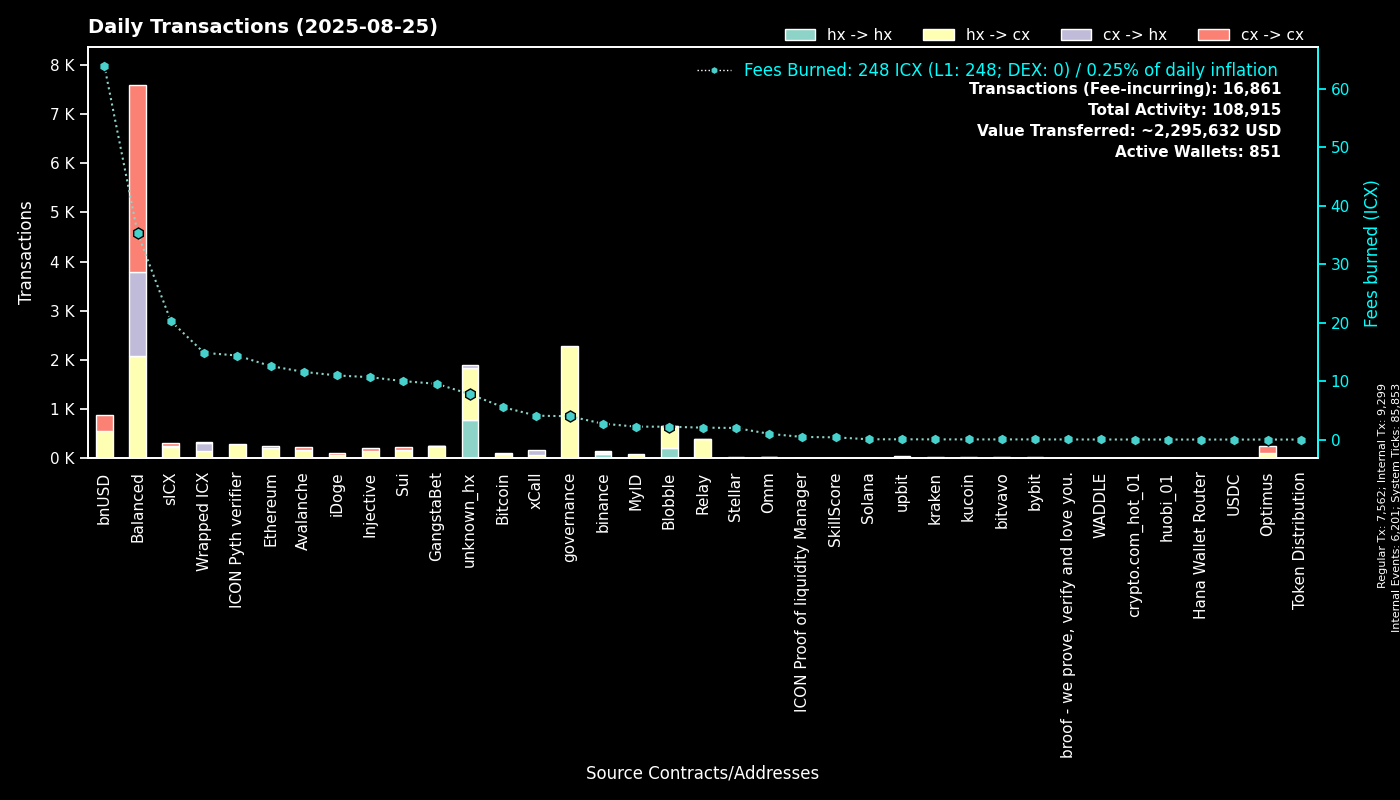 Daily Transactions (2025-08-25)
hx -> hx
hx -> cx
cx -> hx
cx -> cx
Fees Burned: 248 ICX (L1: 248; DEX: 0) / 0.25% of daily inflation
Transactions (Fee-incurring): 16,861
Total Activity: 108,915
Value Transferred: ~2,295,632 USD
Active Wallets: 851
Transactions
8 K
7 K
6 K
5 K
4 K
3 K
2 K
1 K
0 K
60
50
40
30
20
10
0
Fees burned (ICX)
Regular Tx: 7,562; Internal Tx: 9,299
Internal Events: 6,201; System Ticks: 85,853
bnUSD
Balanced
sICX
Wrapped ICX
ICON Pyth verifier
Ethereum
Avalanche
iDoge
Injective
Sui
GangstaBet
unknown_hx
Bitcoin
xCall
governance
binance
MyID
Blobble
Relay
Stellar
Omm
ICON Proof of liquidity Manager
SkillScore
Solana
upbit
kraken
kucoin
bitvavo
bybit
broof - we prove, verify and love you.
WADDLE
crypto.com_hot_01
huobi_01
Hana Wallet Router
USDC
Optimus
Token Distribution
Source Contracts/Addresses